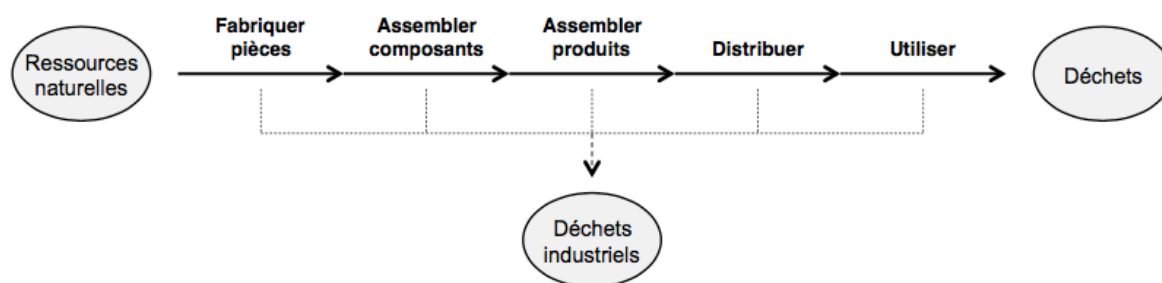 Fabriquer
pièces
Assembler
composants
Assembler
produits
Distribuer
Utiliser
Ressources
naturelles
Déchets
Déchets
industriels